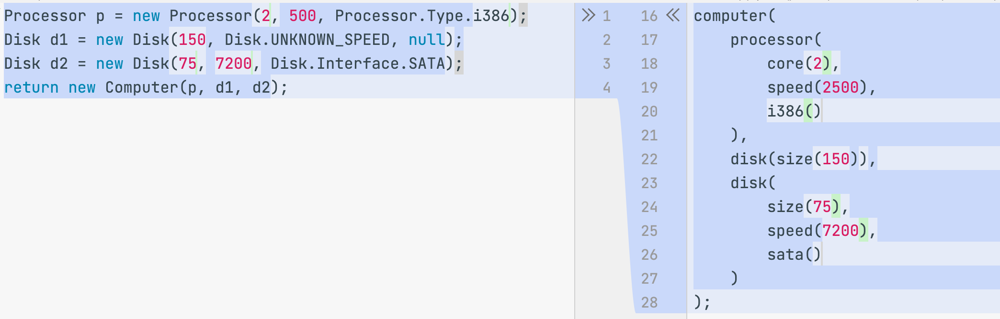 Processor p = new Processor(2, 500, Processor.Type.i386);
Disk d1 = new Disk(150, Disk.UNKNOWN_SPEED, null);
Disk d2 = new Disk(75, 7200, Disk.Interface.SATA);
return new Computer(p, d1, d2);
1
2
3
4
16 computer(
17 processor(
18 core(2),
19 speed(2500),
20 i386()
21 ),
22 disk(size(150)),
23 disk(
24 size(75),
25 speed(7200),
26 sata()
27 )
28 );